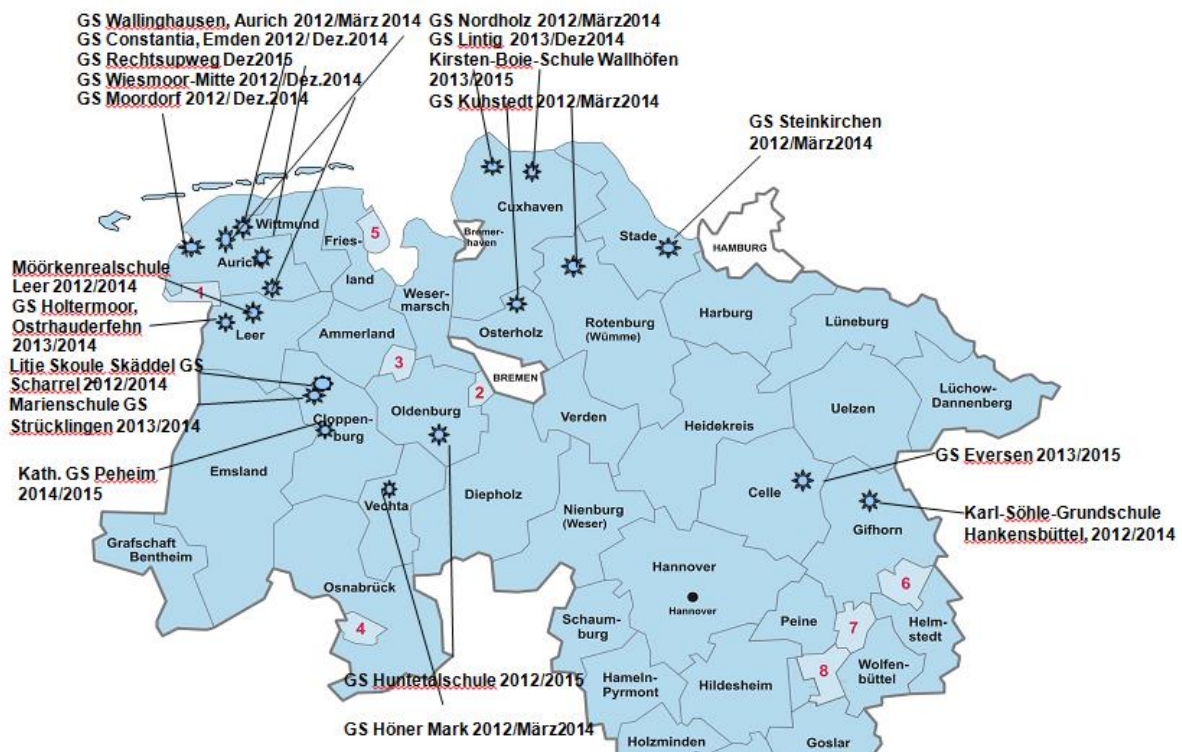 GS Wallinghausen, Aurich 2012/März 2014
GS Constantia, Emden 2012/ Dez.2014
GS Rechtsupweg Dez2015
GS Wiesmoor-Mitte 2012/Dez.2014
GS Moordorf 2012/ Dez.2014
GS Nordholz 2012/März2014
GS Lintig 2013/Dez2014
Kirsten-Boie-Schule Wallhöfen
2013/2015
GS Kuhstedt 2012/März2014
GS Steinkirchen
2012/März2014
Cuxhaven
Wittmund
Bremer-
haven
Fries-
land
5
Stade
HAMBURG
Aurich
Möörkenrealschule
Leer 2012/2014
GS Holtermoor,
Ostrhauderfehn
2013/2014
1
Weser-
marsch
Leer
Ammerland
Osterholz
Rotenburg
(Wümme)
Harburg
Lüneburg
Litje Skoule Skäddel GS
Scharrel 2012/2014
Marienschule GS
Strücklingen 2013/2014
3
BREMEN
2
Oldenburg
Cloppen-
burg
Verden
Heidekreis
Uelzen
Lüchow-
Dannenberg
Kath. GS Peheim
2014/2015
Emsland
Vechta
Diepholz
Nienburg
(Weser)
Celle
GS Eversen 2013/2015
Gifhorn
Karl-Söhle-Grundschule
Hankensbüttel, 2012/2014
Grafschaft
Bentheim
Osnabrück
4
Hannover
Hannover
Schaum-
burg
Peine
6
7
Helm-
stedt
8
Wolfen-
büttel
GS Huntetalschule 2012/2015
Hameln-
Pyrmont
Hildesheim
GS Höner Mark 2012/März2014
Holzminden
Goslar